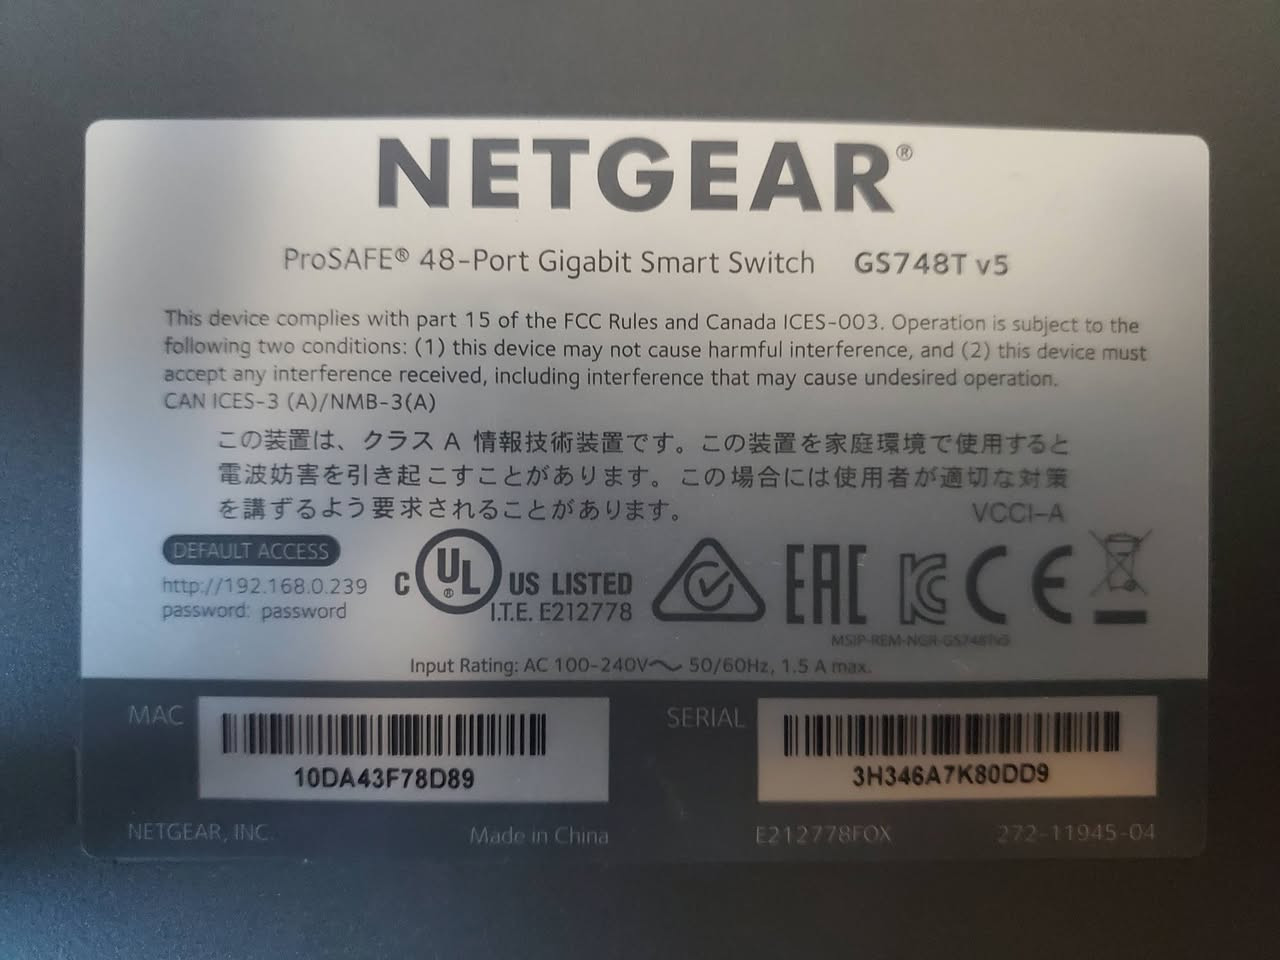 NETGEAR®
ProSAFE® 48-Port Gigabit Smart Switch GS748T v5
This device complies with part 15 of the FCC Rules and Canada ICES-003. Operation is subject to the
following two conditions: (1) this device may not cause harmful interference, and (2) this device must
accept any interference received, including interference that may cause undesired operation.
CAN ICES-3 (A)/NMB-3(A)
この装置は、クラス A 情報技術装置です。この装置を家庭環境で使用すると
電波妨害を引き起こすことがあります。この場合には使用者が適切な対策
を講ずるよう要求されることがあります。
VCCI-A
DEFAULT ACCESS
http://192.168.0.239
password: password
C UL® US LISTED
I.T.E. E212778
EAC KC CE
MSIP-REM-NGR-GS748Tv5
Input Rating: AC 100-240V～ 50/60Hz, 1.5 A max.
MAC
10DA43F78D89
SERIAL
3H346A7K80DD9
NETGEAR, INC. Made in China E212778FOX 272-11945-04